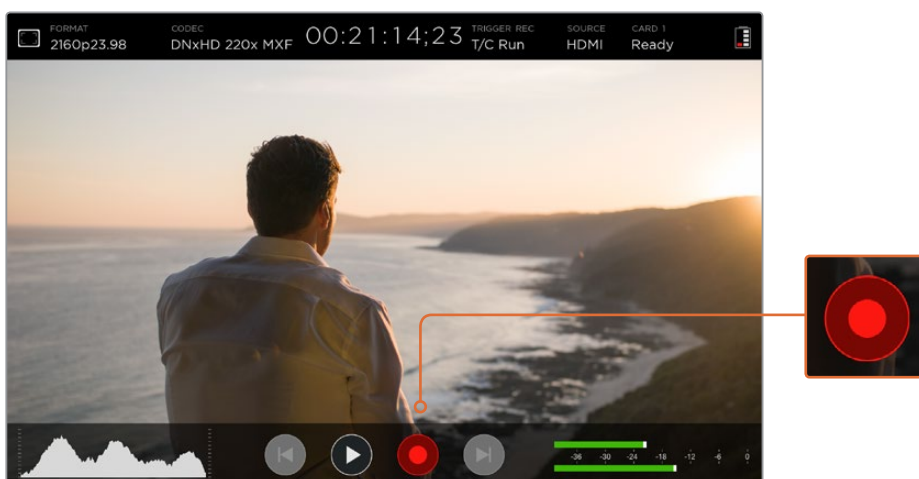 FORMAT
2160p23.98
CODEC
DNxHD 220x MXF
00:21:14;23
TRIGGER REC
T/C Run
SOURCE
HDMI
CARD 1
Ready
-36 -30 -24 -18 -12 -6 0